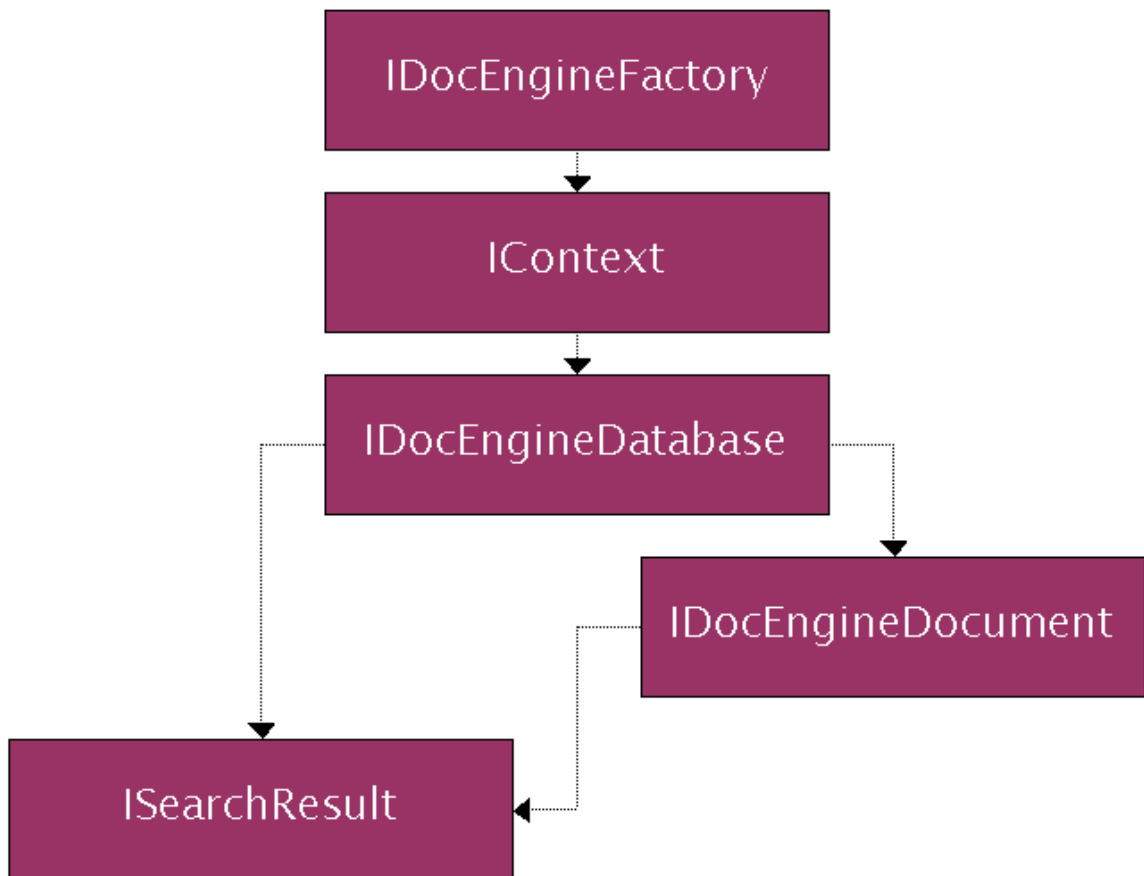 IDocEngineFactory
IContext
IDocEngineDatabase
IDocEngineDocument
ISearchResult